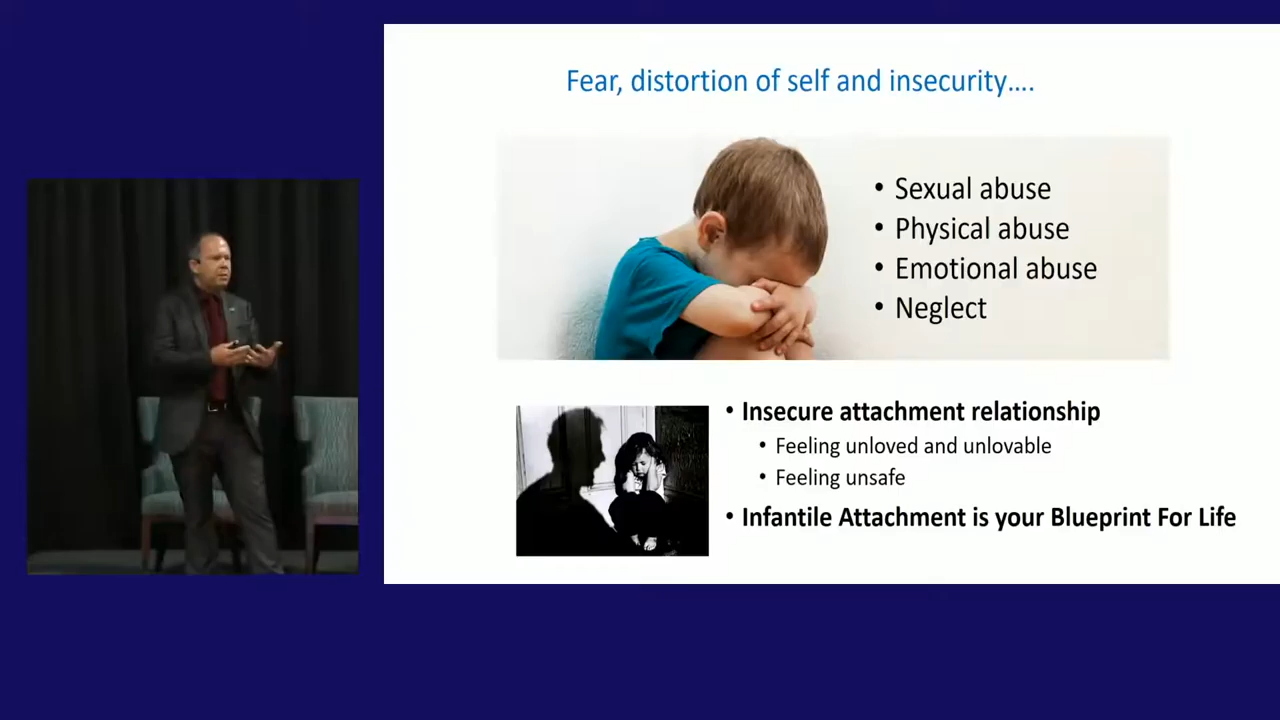 Fear, distortion of self and insecurity....
• Sexual abuse
• Physical abuse
• Emotional abuse
• Neglect
• Insecure attachment relationship
• Feeling unloved and unlovable
• Feeling unsafe
• Infantile Attachment is your Blueprint For Life